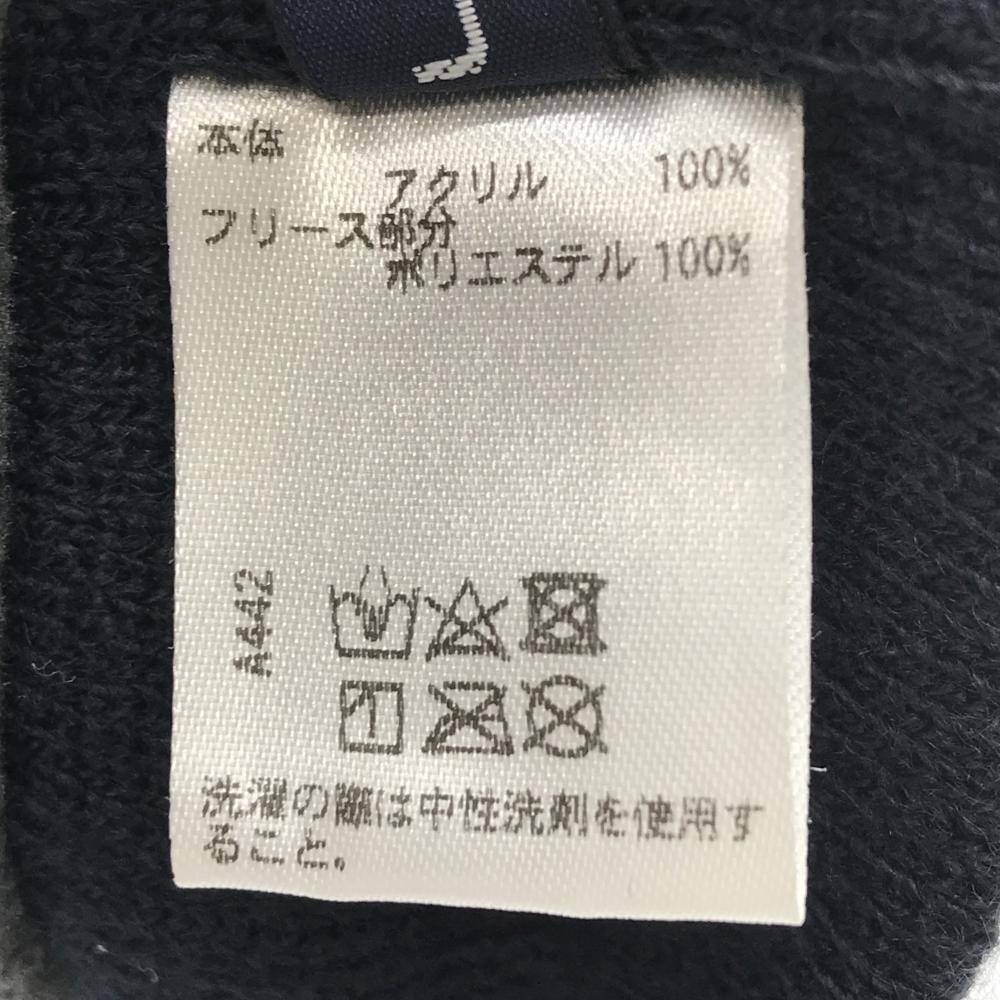 本体
アクリル 100%
フリース部分
ポリエステル 100%
A442
洗濯の際は中性洗剤を使用す
ること。